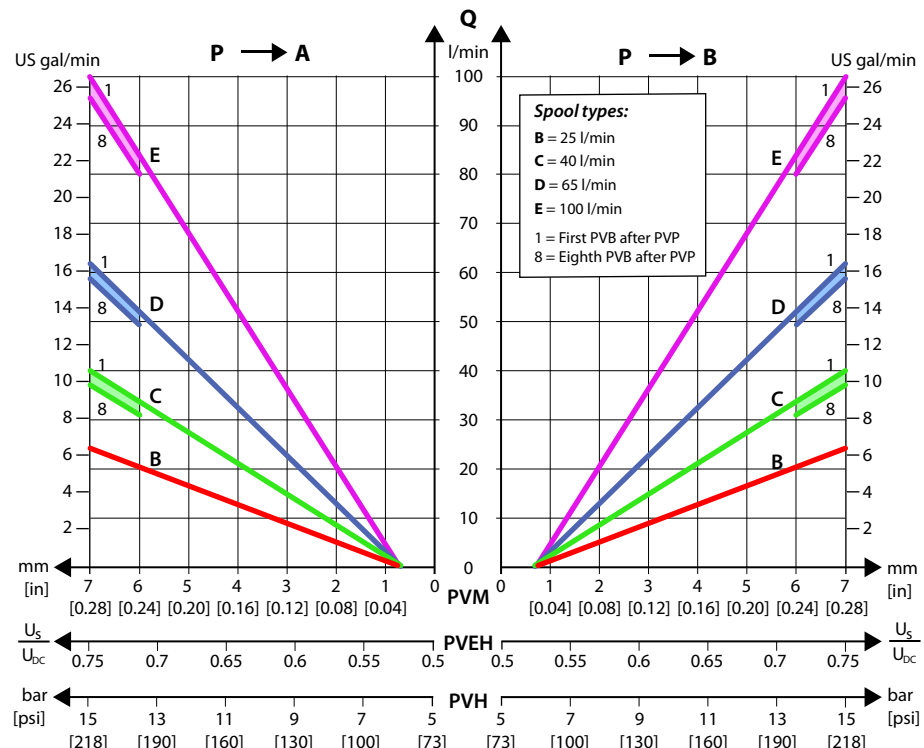 Q
P A
P B
US gal/min
l/min
US gal/min
26
24
22
20
18
16
14
12
10
8
6
4
2
100
90
80
70
60
50
40
30
20
10
0
26
24
22
20
18
16
14
12
10
8
6
4
2
1
8
E
1
8
D
1
8
C
B
Spool types:
B = 25 l/min
C = 40 l/min
D = 65 l/min
E = 100 l/min
1 = First PVB after PVP
8 = Eighth PVB after PVP
1
8
E
1
8
D
1
8
C
B
mm 7 6 5 4 3 2 1 0 PVM 0 1 2 3 4 5 6 7 mm
[in] [0.28] [0.24] [0.20] [0.16] [0.12] [0.08] [0.04] [0.04] [0.08] [0.12] [0.16] [0.20] [0.24] [0.28] [in]
US PVEH US
UDC 0.75 0.7 0.65 0.6 0.55 0.5 0.5 0.55 0.6 0.65 0.7 0.75 UDC
bar PVH bar
[psi] 15 13 11 9 7 5 5 7 9 11 13 15 [psi]
[218] [190] [160] [130] [100] [73] [73] [100] [130] [160] [190] [218]